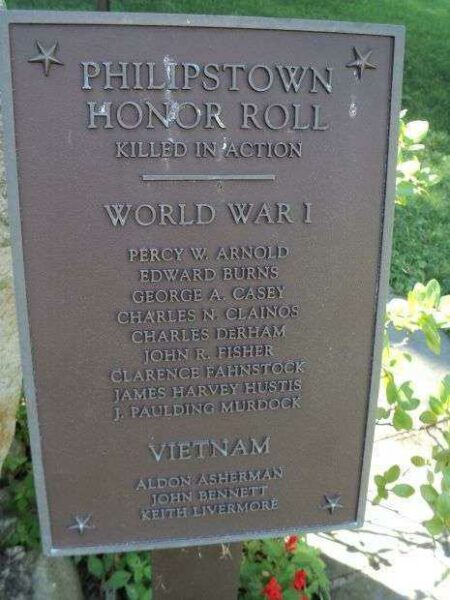 PHILIPSTOWN
HONOR ROLL
KILLED IN ACTION
WORLD WAR I
PERCY W. ARNOLD
EDWARD BURNS
GEORGE A. CASEY
CHARLES N. CLAINOS
CHARLES DERHAM
JOHN R. FISHER
CLARENCE FAHNSTOCK
JAMES HARVEY HUSTIS
J. PAULDING MURDOCK
VIETNAM
ALDON ASHERMAN
JOHN BENNETT
KEITH LIVERMORE